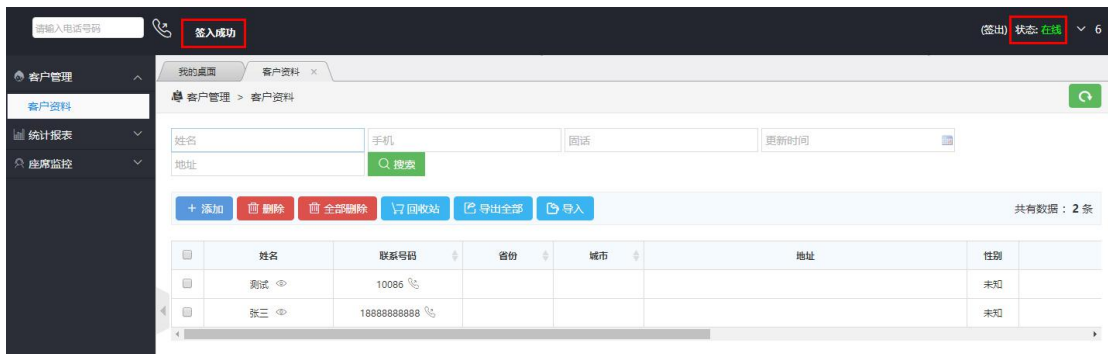 请输入电话号码
签入成功
(签出) 状态: 在线 6
客户管理
客户资料
统计报表
座席监控
我的桌面 客户资料 ×
客户管理 > 客户资料
姓名 手机 固话 更新时间
地址 搜索
+ 添加 删除 全部删除 回收站 导出全部 导入 共有数据：2 条
姓名 联系号码 省份 城市 地址 性别
测试 10086 未知
张三 18888888888 未知